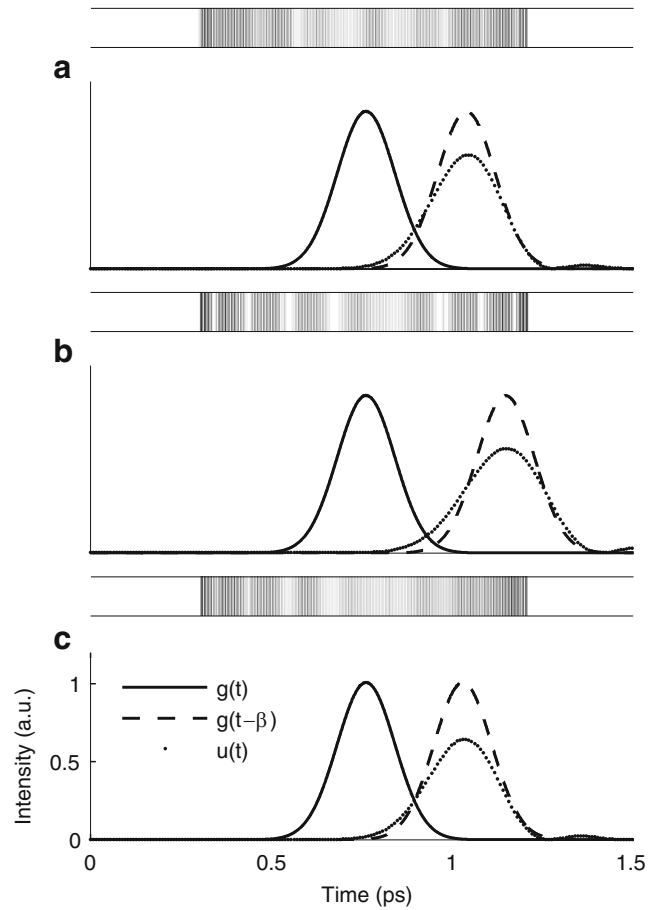 a
b
c
1
0.5
0
Intensity (a.u.)
g(t)
g(t−β)
u(t)
0
0.5
1
1.5
Time (ps)